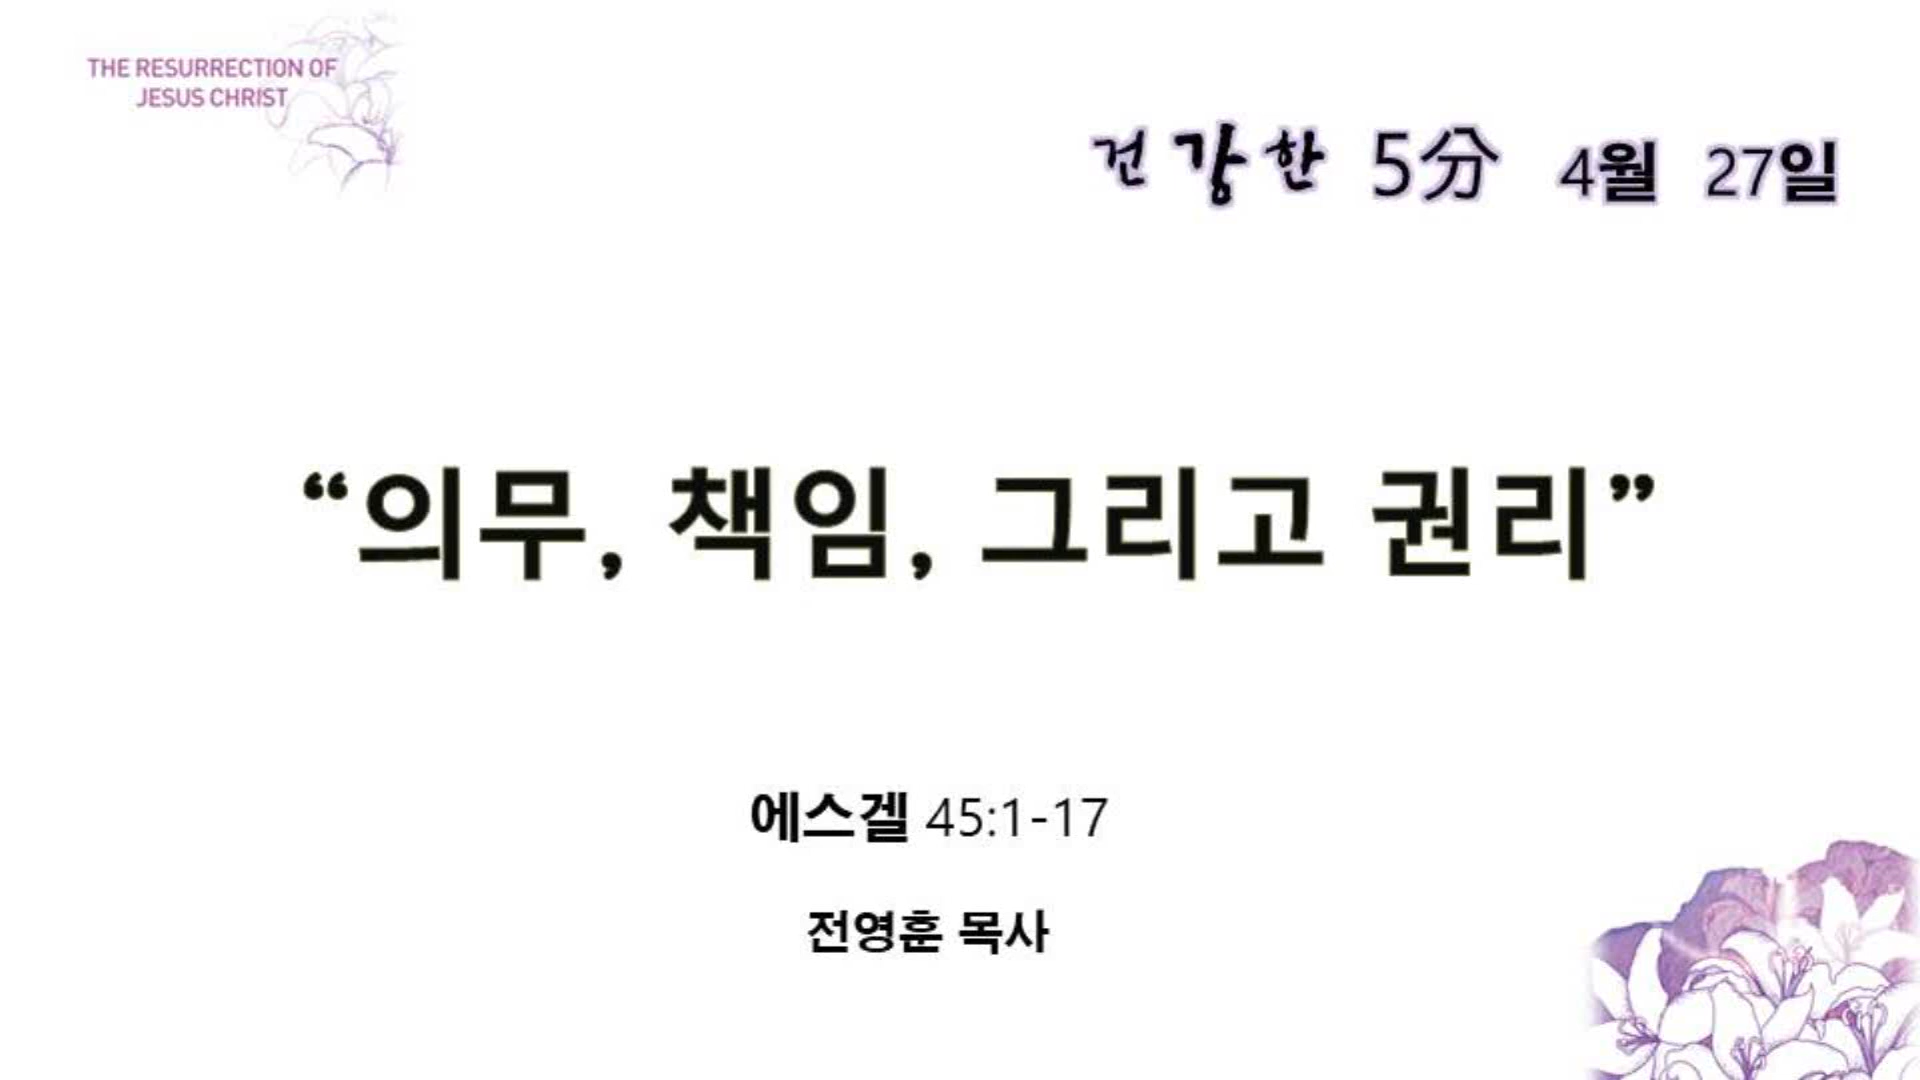 THE RESURRECTION OF
JESUS CHRIST
건강한 5分 4월 27일
“의무, 책임, 그리고 권리”
에스겔 45:1-17
전영훈 목사